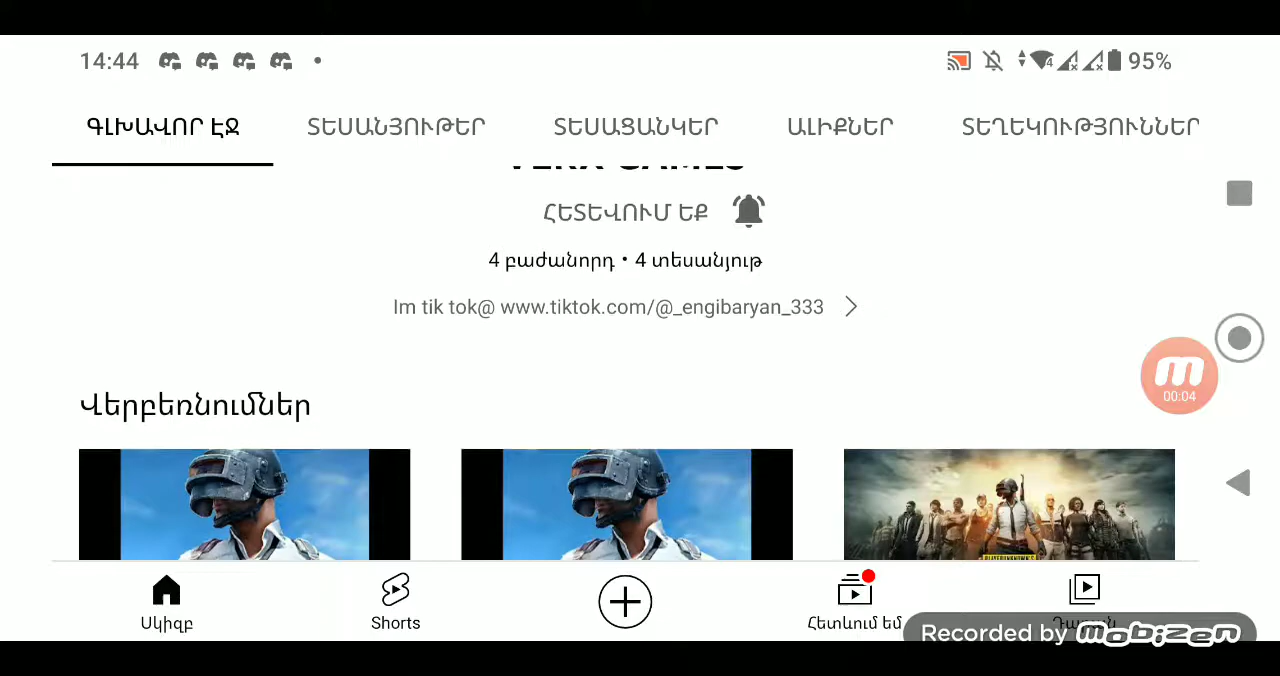 14:44
4
95%
ԳԼԽԱՎՈՐ ԷՋ
ՏԵՍԱՆՅՈՒԹԵՐ
ՏԵՍԱՑԱՆԿԵՐ
ԱԼԻՔՆԵՐ
ՏԵՂԵԿՈՒԹՅՈՒՆՆԵՐ
ՀԵՏԵՎՈՒՄ ԵՔ
4 բաժանորդ • 4 տեսանյութ
Im tik tok@ www.tiktok.com/@_engibaryan_333
m
00:04
Վերբեռնումներ
Սկիզբ
Shorts
Հետևում եմ
Recorded by mobizen